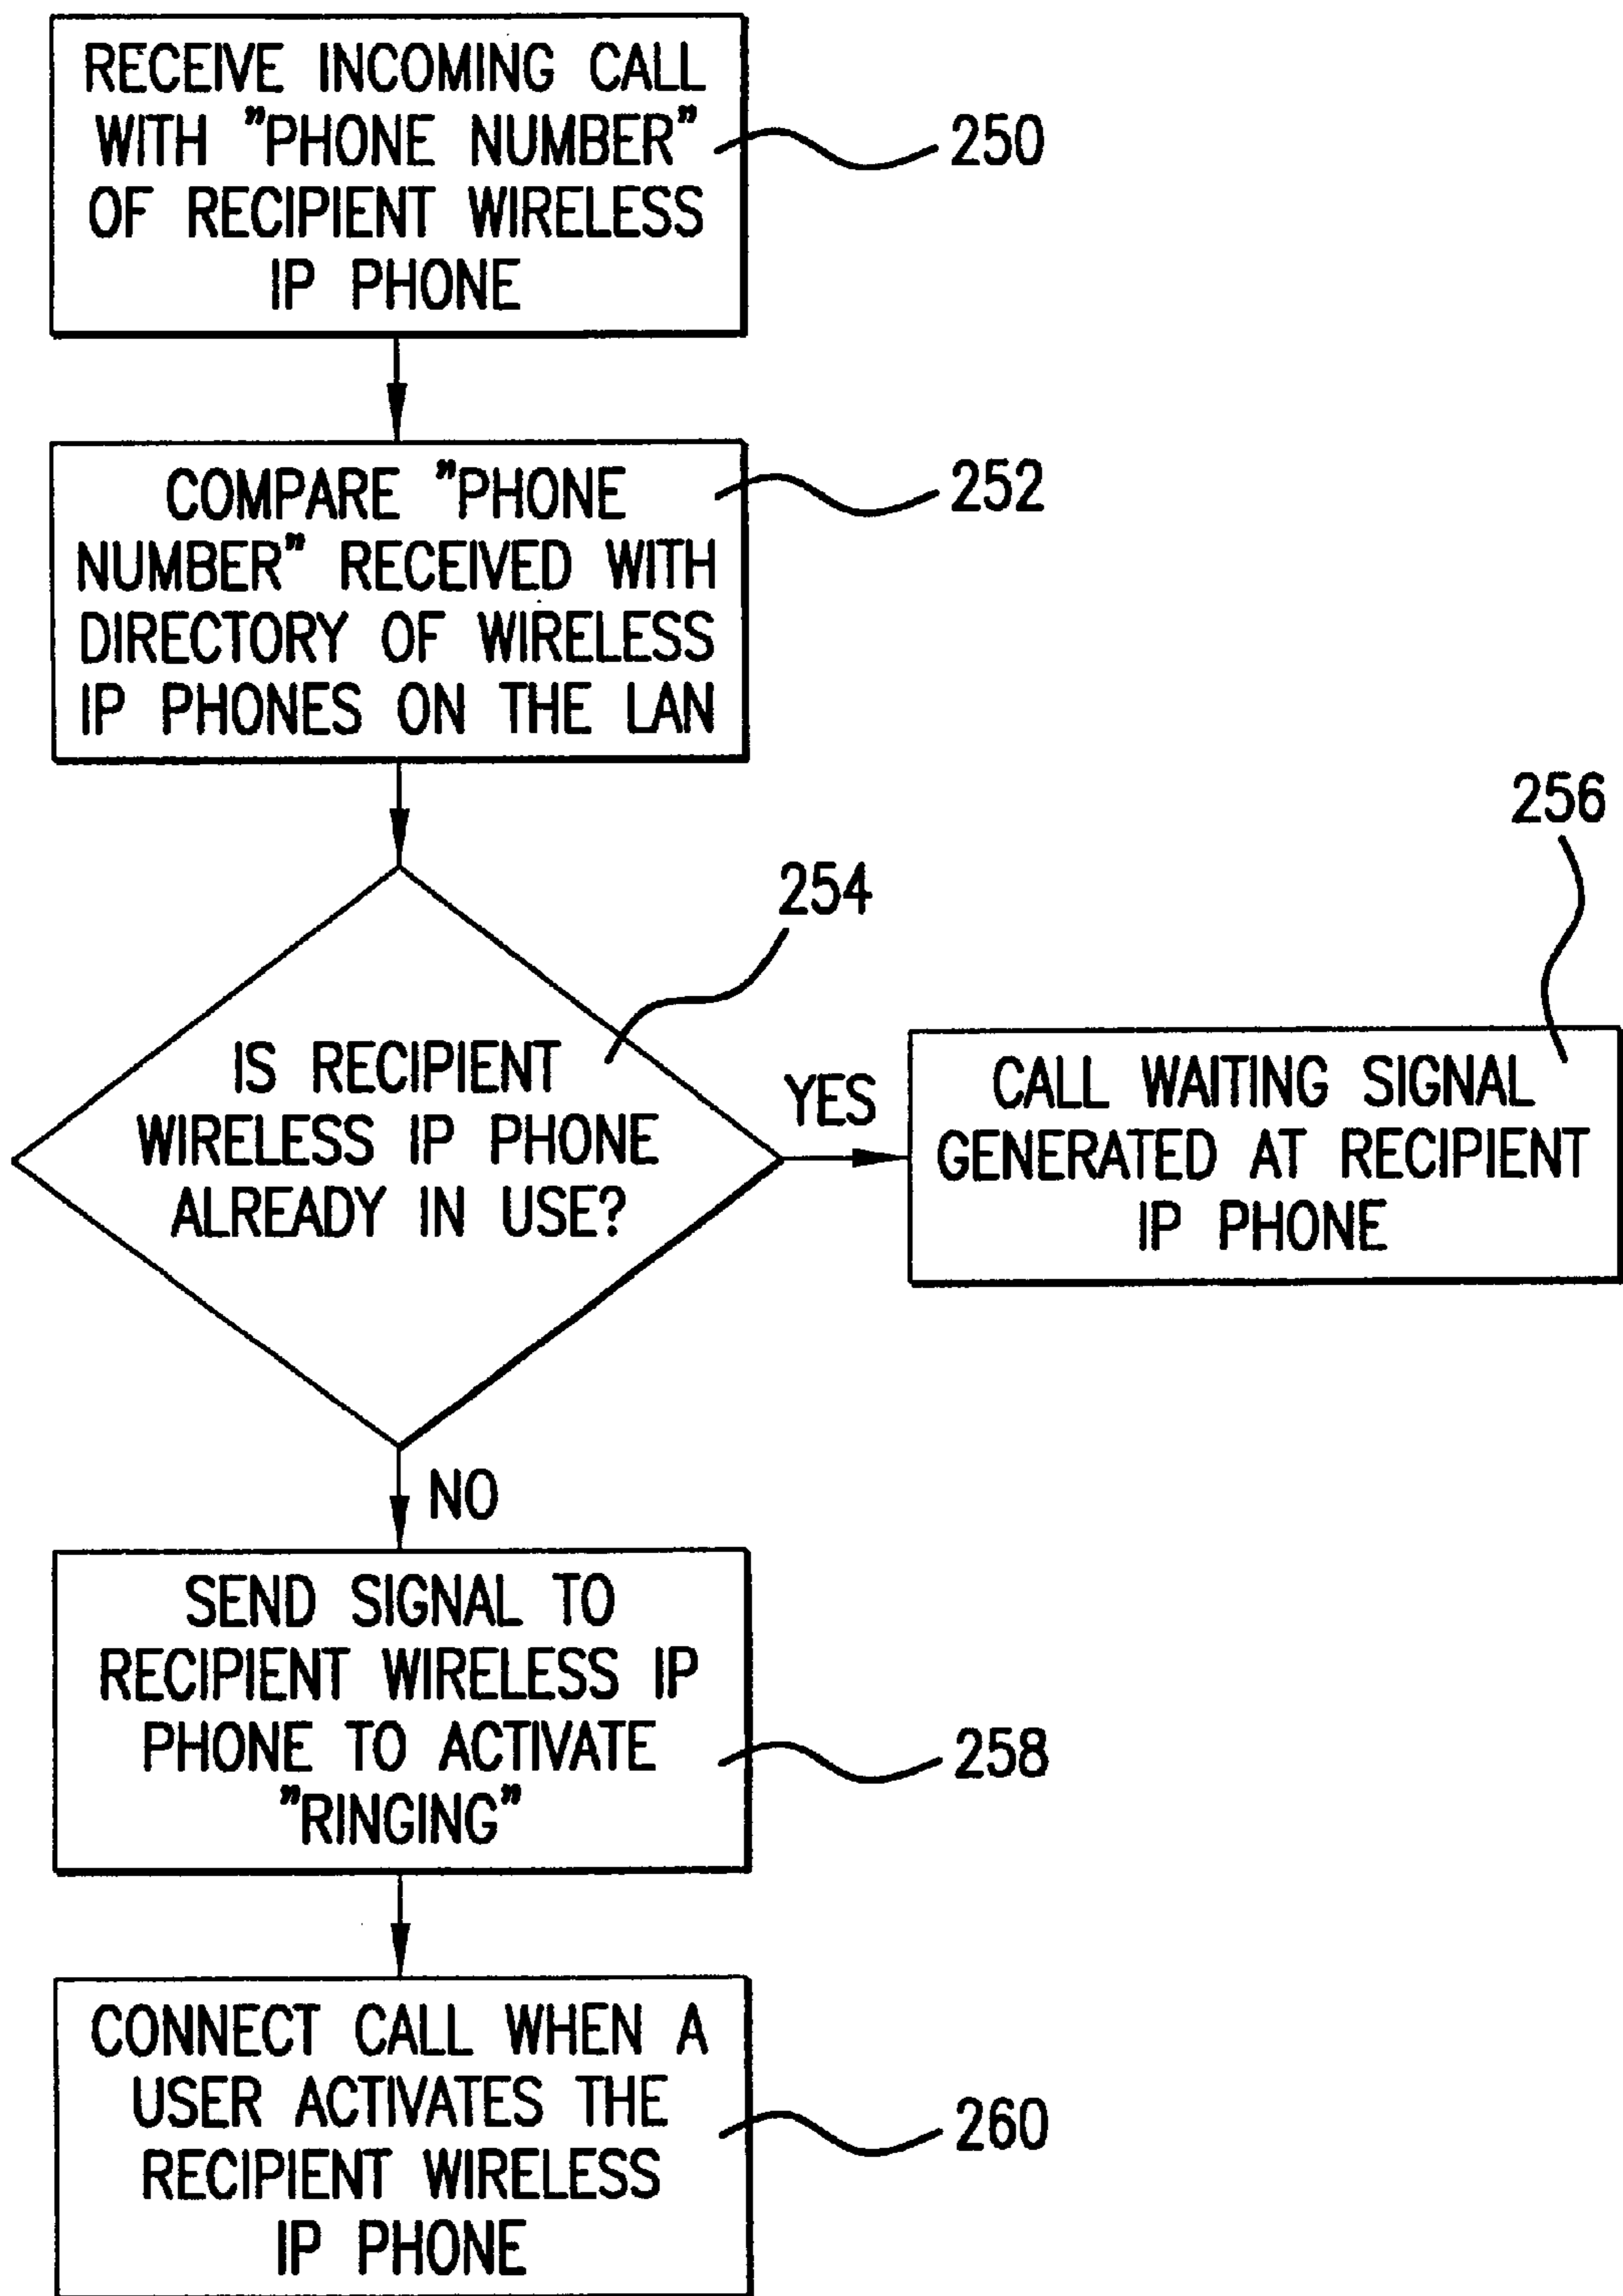 RECEIVE INCOMING CALL
WITH "PHONE NUMBER"
OF RECIPIENT WIRELESS
IP PHONE
250
COMPARE "PHONE
NUMBER" RECEIVED WITH
DIRECTORY OF WIRELESS
IP PHONES ON THE LAN
252
IS RECIPIENT
WIRELESS IP PHONE
ALREADY IN USE?
254
YES
256
CALL WAITING SIGNAL
GENERATED AT RECIPIENT
IP PHONE
NO
SEND SIGNAL TO
RECIPIENT WIRELESS IP
PHONE TO ACTIVATE
"RINGING"
258
CONNECT CALL WHEN A
USER ACTIVATES THE
RECIPIENT WIRELESS
IP PHONE
260